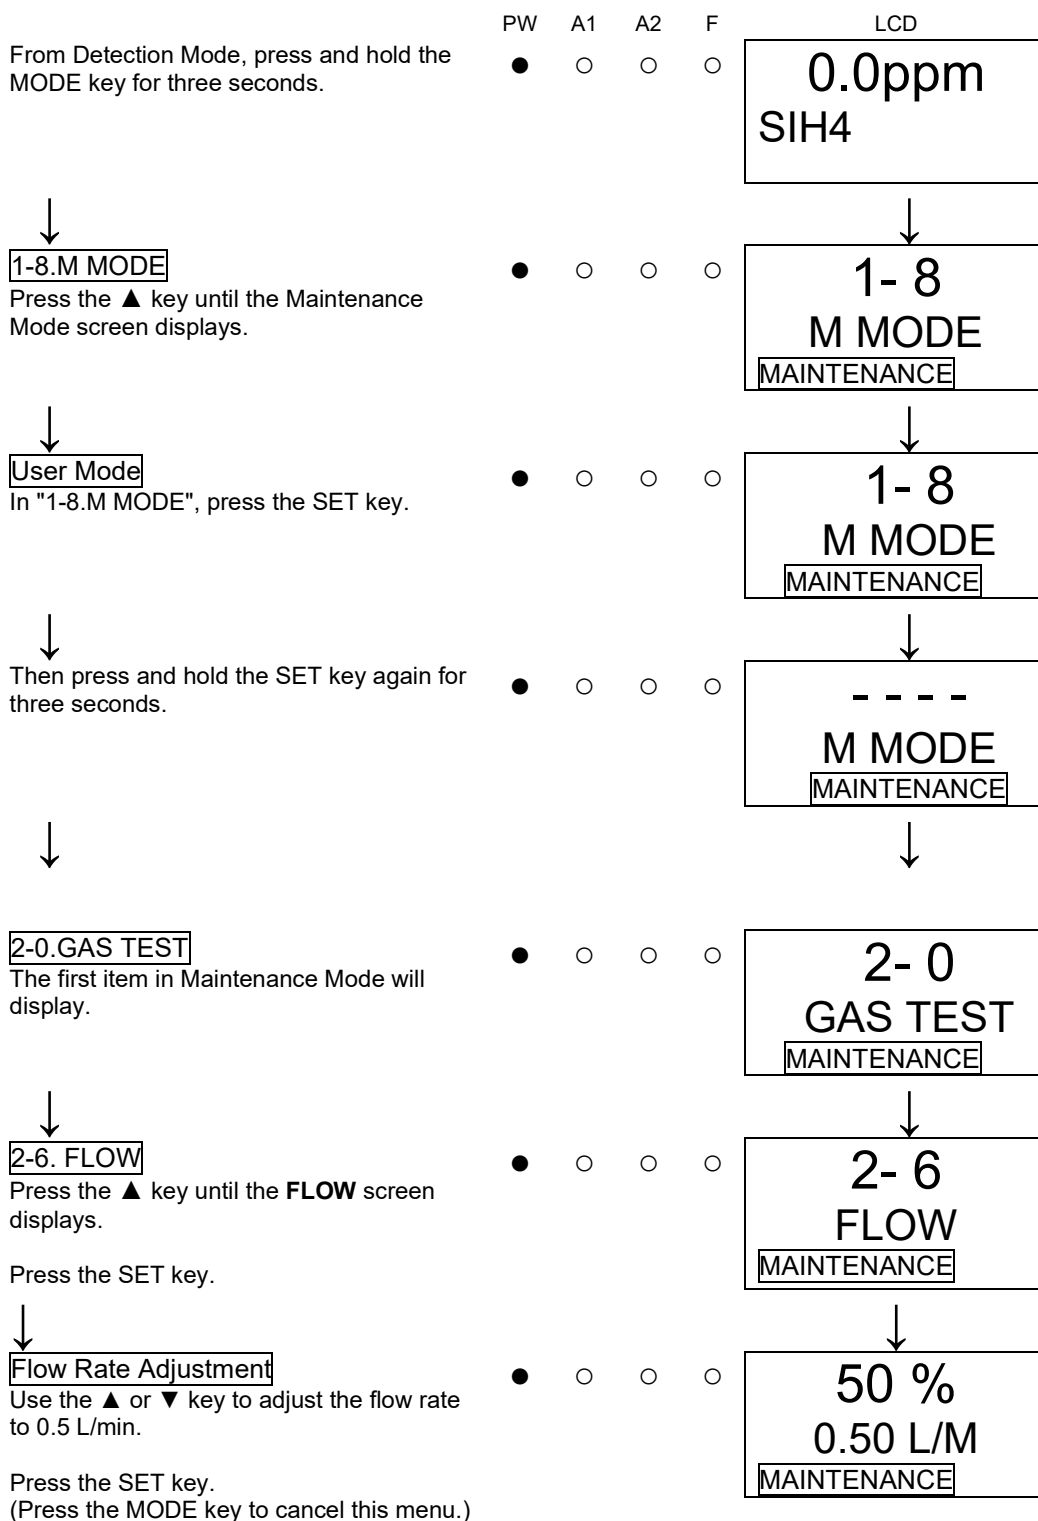 PW A1 A2 F LCD
From Detection Mode, press and hold the
MODE key for three seconds.
● ○ ○ ○
0.0ppm
SIH4
↓ ↓
1-8.M MODE
Press the ▲ key until the Maintenance
Mode screen displays.
● ○ ○ ○
1- 8
M MODE
MAINTENANCE
↓ ↓
User Mode
In "1-8.M MODE", press the SET key.
● ○ ○ ○
1- 8
M MODE
MAINTENANCE
↓ ↓
Then press and hold the SET key again for
three seconds.
● ○ ○ ○
- - - -
M MODE
MAINTENANCE
↓ ↓
2-0.GAS TEST
The first item in Maintenance Mode will
display.
● ○ ○ ○
2- 0
GAS TEST
MAINTENANCE
↓ ↓
2-6. FLOW
Press the ▲ key until the FLOW screen
displays.
Press the SET key.
● ○ ○ ○
2- 6
FLOW
MAINTENANCE
↓ ↓
Flow Rate Adjustment
Use the ▲ or ▼ key to adjust the flow rate
to 0.5 L/min.
Press the SET key.
(Press the MODE key to cancel this menu.)
● ○ ○ ○
50 %
0.50 L/M
MAINTENANCE